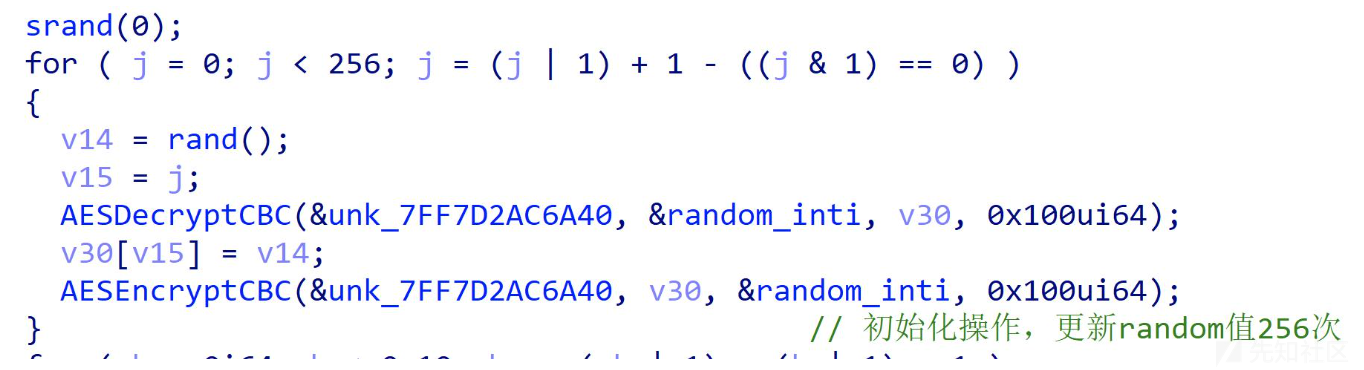 srand(0);
for ( j = 0; j < 256; j = (j | 1) + 1 - ((j & 1) == 0) )
{
v14 = rand();
v15 = j;
AESDecryptCBC(&unk_7FF7D2AC6A40, &random_inti, v30, 0x100ui64);
v30[v15] = v14;
AESEncryptCBC(&unk_7FF7D2AC6A40, v30, &random_inti, 0x100ui64);
} // 初始化操作，更新random值256次
先知社区